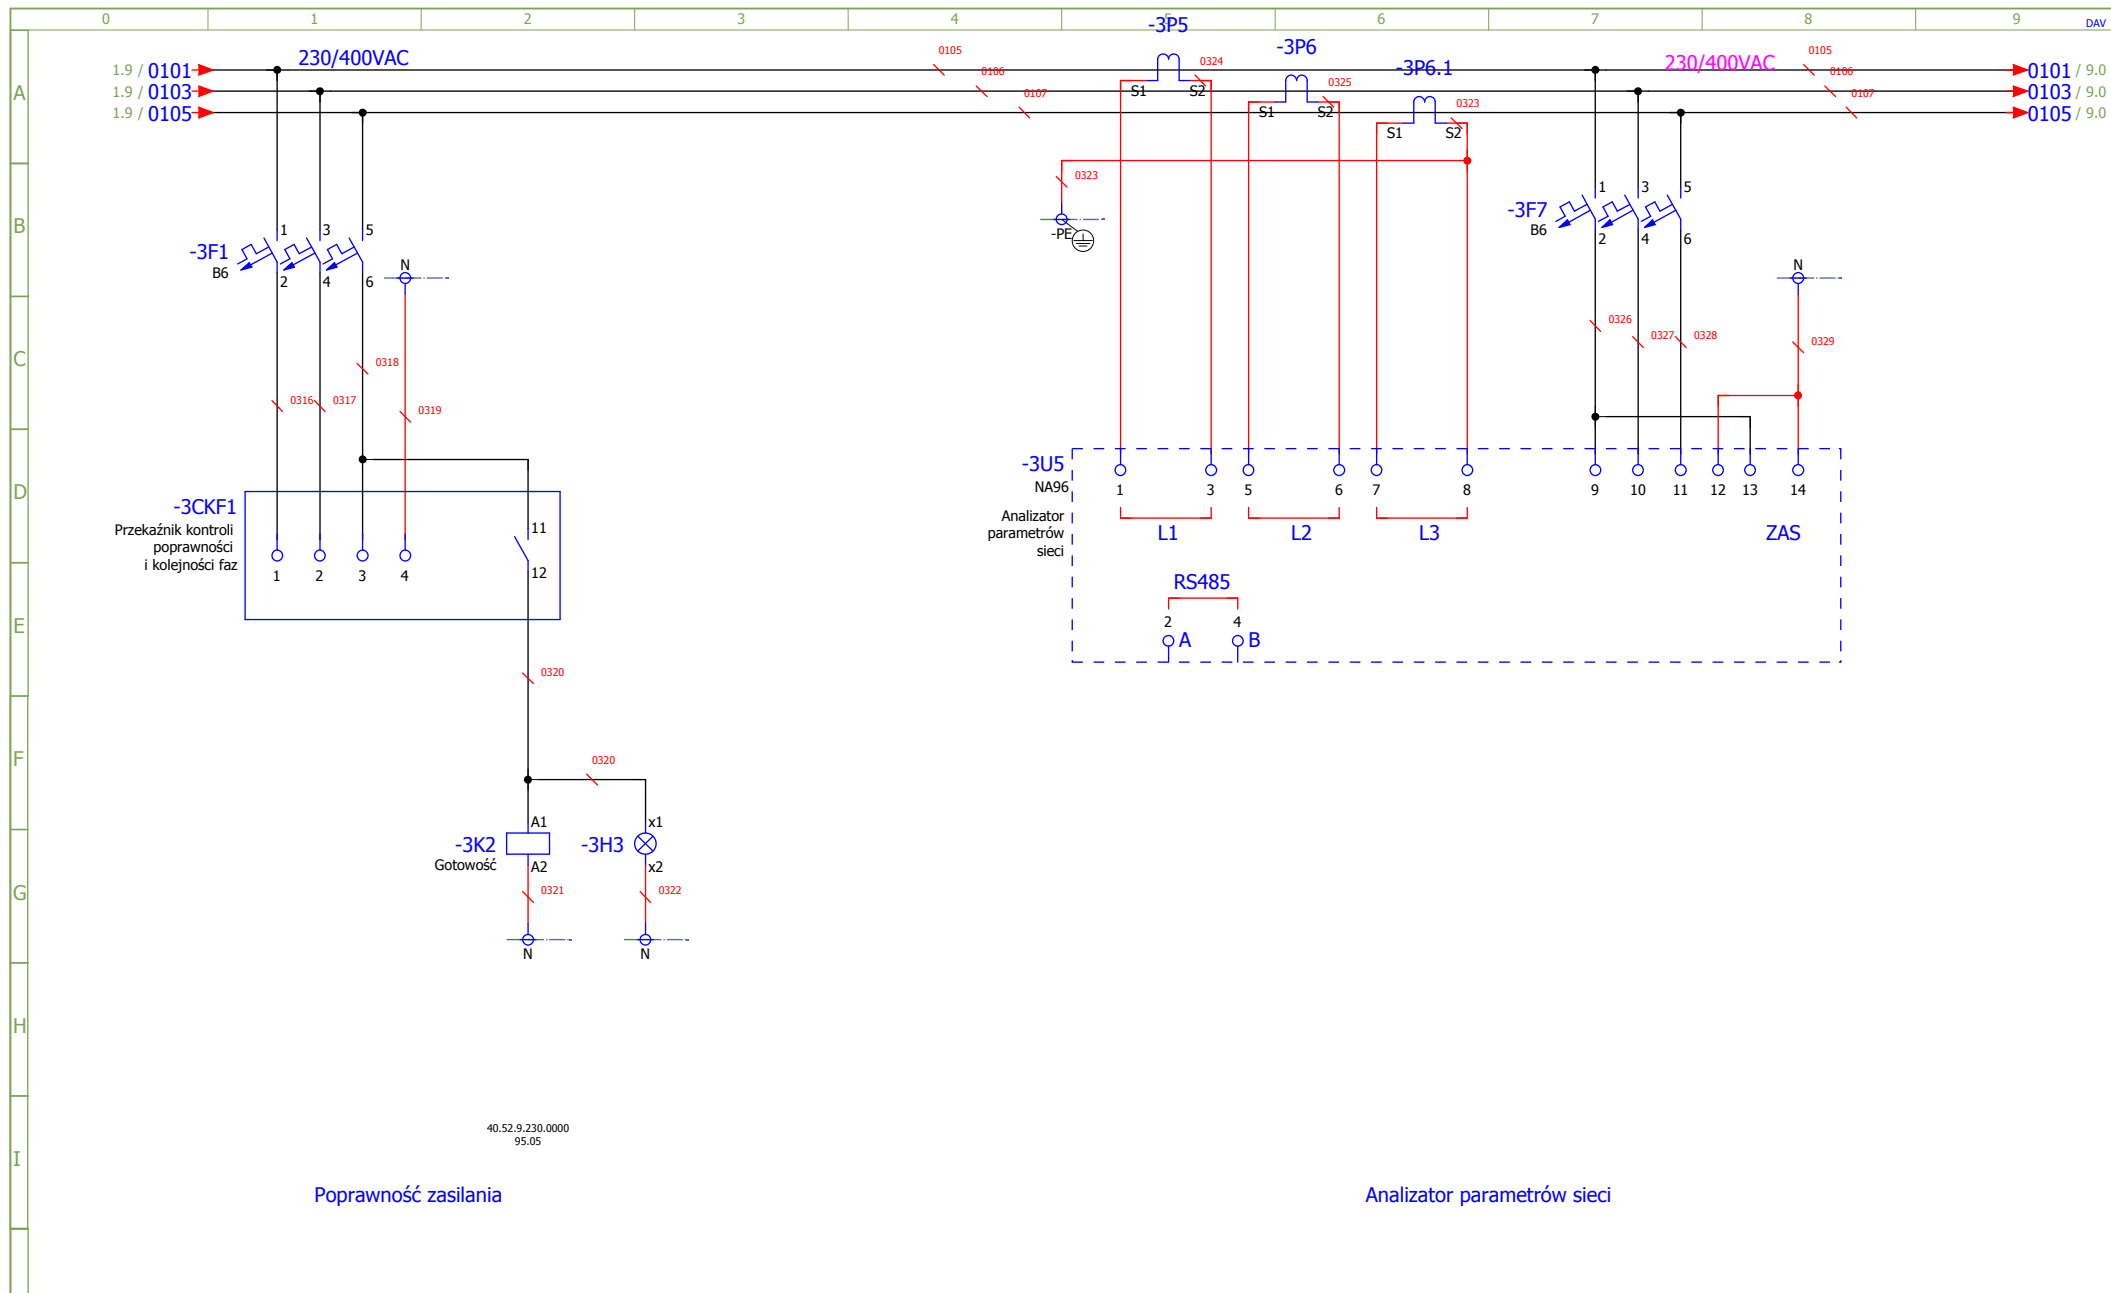 0 1 2 3 4 5 6 7 8 9 DAV
-3P5
-3P6
-3P6.1
230/400VAC
230/400VAC
A
1.9 / 0101
1.9 / 0103
1.9 / 0105
0105
0106
0107
0324
0325
0323
S1 S2
S1 S2
S1 S2
0105
0106
0107
0101 / 9.0
0103 / 9.0
0105 / 9.0
B
-3F1
B6
1 3 5
2 4 6
N
0323
-PE
-3F7
B6
1 3 5
2 4 6
N
C
0318
0316 0317
0319
0326
0327 0328
0329
D
-3CKF1
Przekaźnik kontroli
poprawności
i kolejności faz
1 2 3 4
11
12
-3U5
NA96
Analizator
parametrów
sieci
1 3 5 6 7 8 9 10 11 12 13 14
L1 L2 L3 ZAS
E
RS485
2 4
A B
0320
F
0320
G
-3K2
Gotowość
A1
A2
-3H3
x1
x2
0321
0322
N N
H
I
40.52.9.230.0000
95.05
Poprawność zasilania
Analizator parametrów sieci